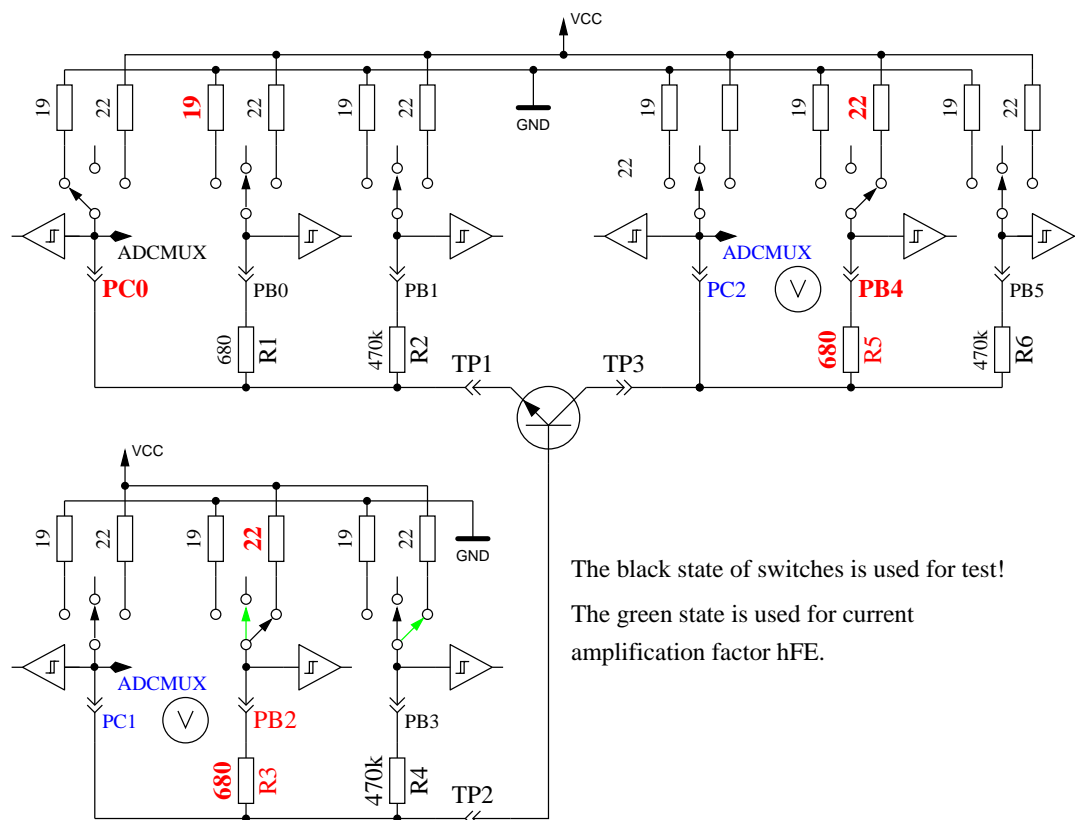 VCC
19
22
19
22
19
22
GND
19
22
19
22
19
22
ADCMUX
PC0
PB0
PB1
ADCMUX
PC2
V
PB4
PB5
680
R1
470k
R2
680
R5
470k
R6
TP1
TP3
VCC
19
22
19
22
19
22
GND
The black state of switches is used for test!
The green state is used for current
amplification factor hFE.
ADCMUX
PC1
V
PB2
PB3
680
R3
470k
R4
TP2